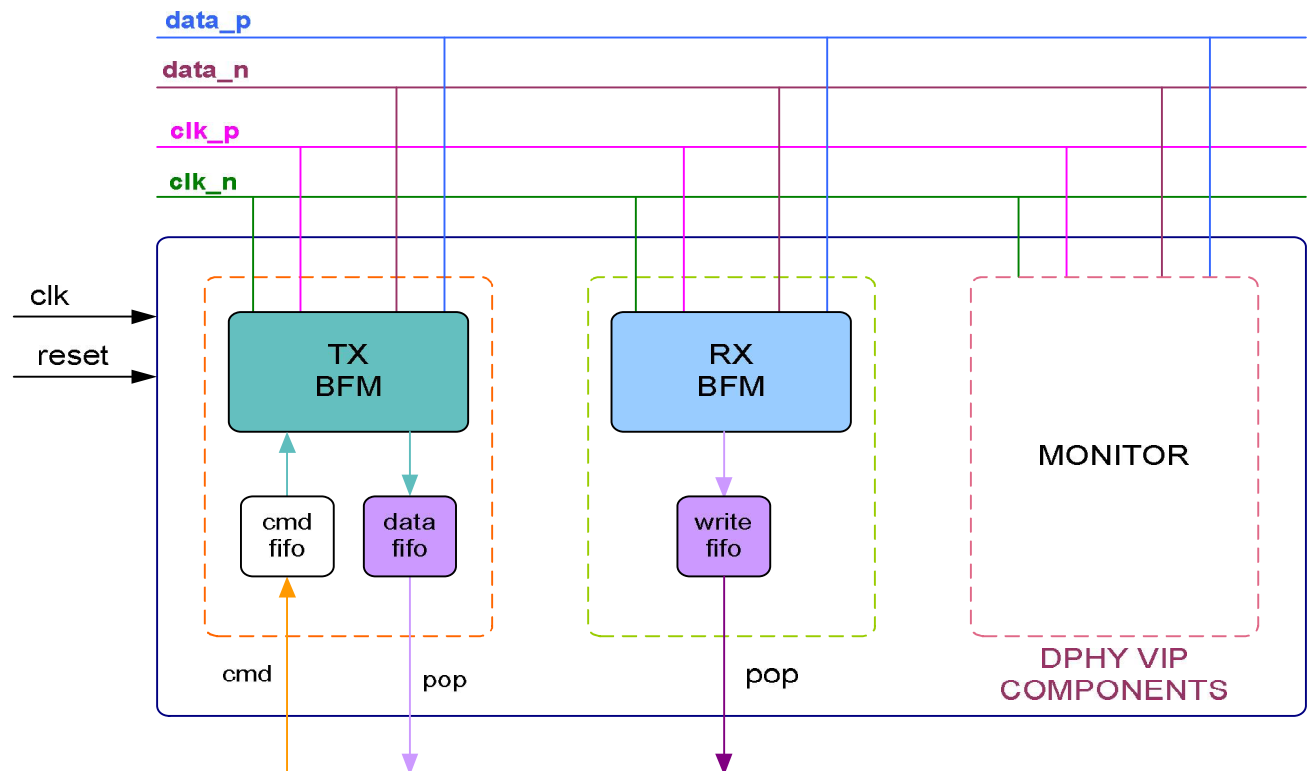 data_p
data_n
clk_p
clk_n
clk
reset
TX
BFM
RX
BFM
MONITOR
cmd
fifo
data
fifo
write
fifo
cmd
pop
pop
DPHY VIP
COMPONENTS